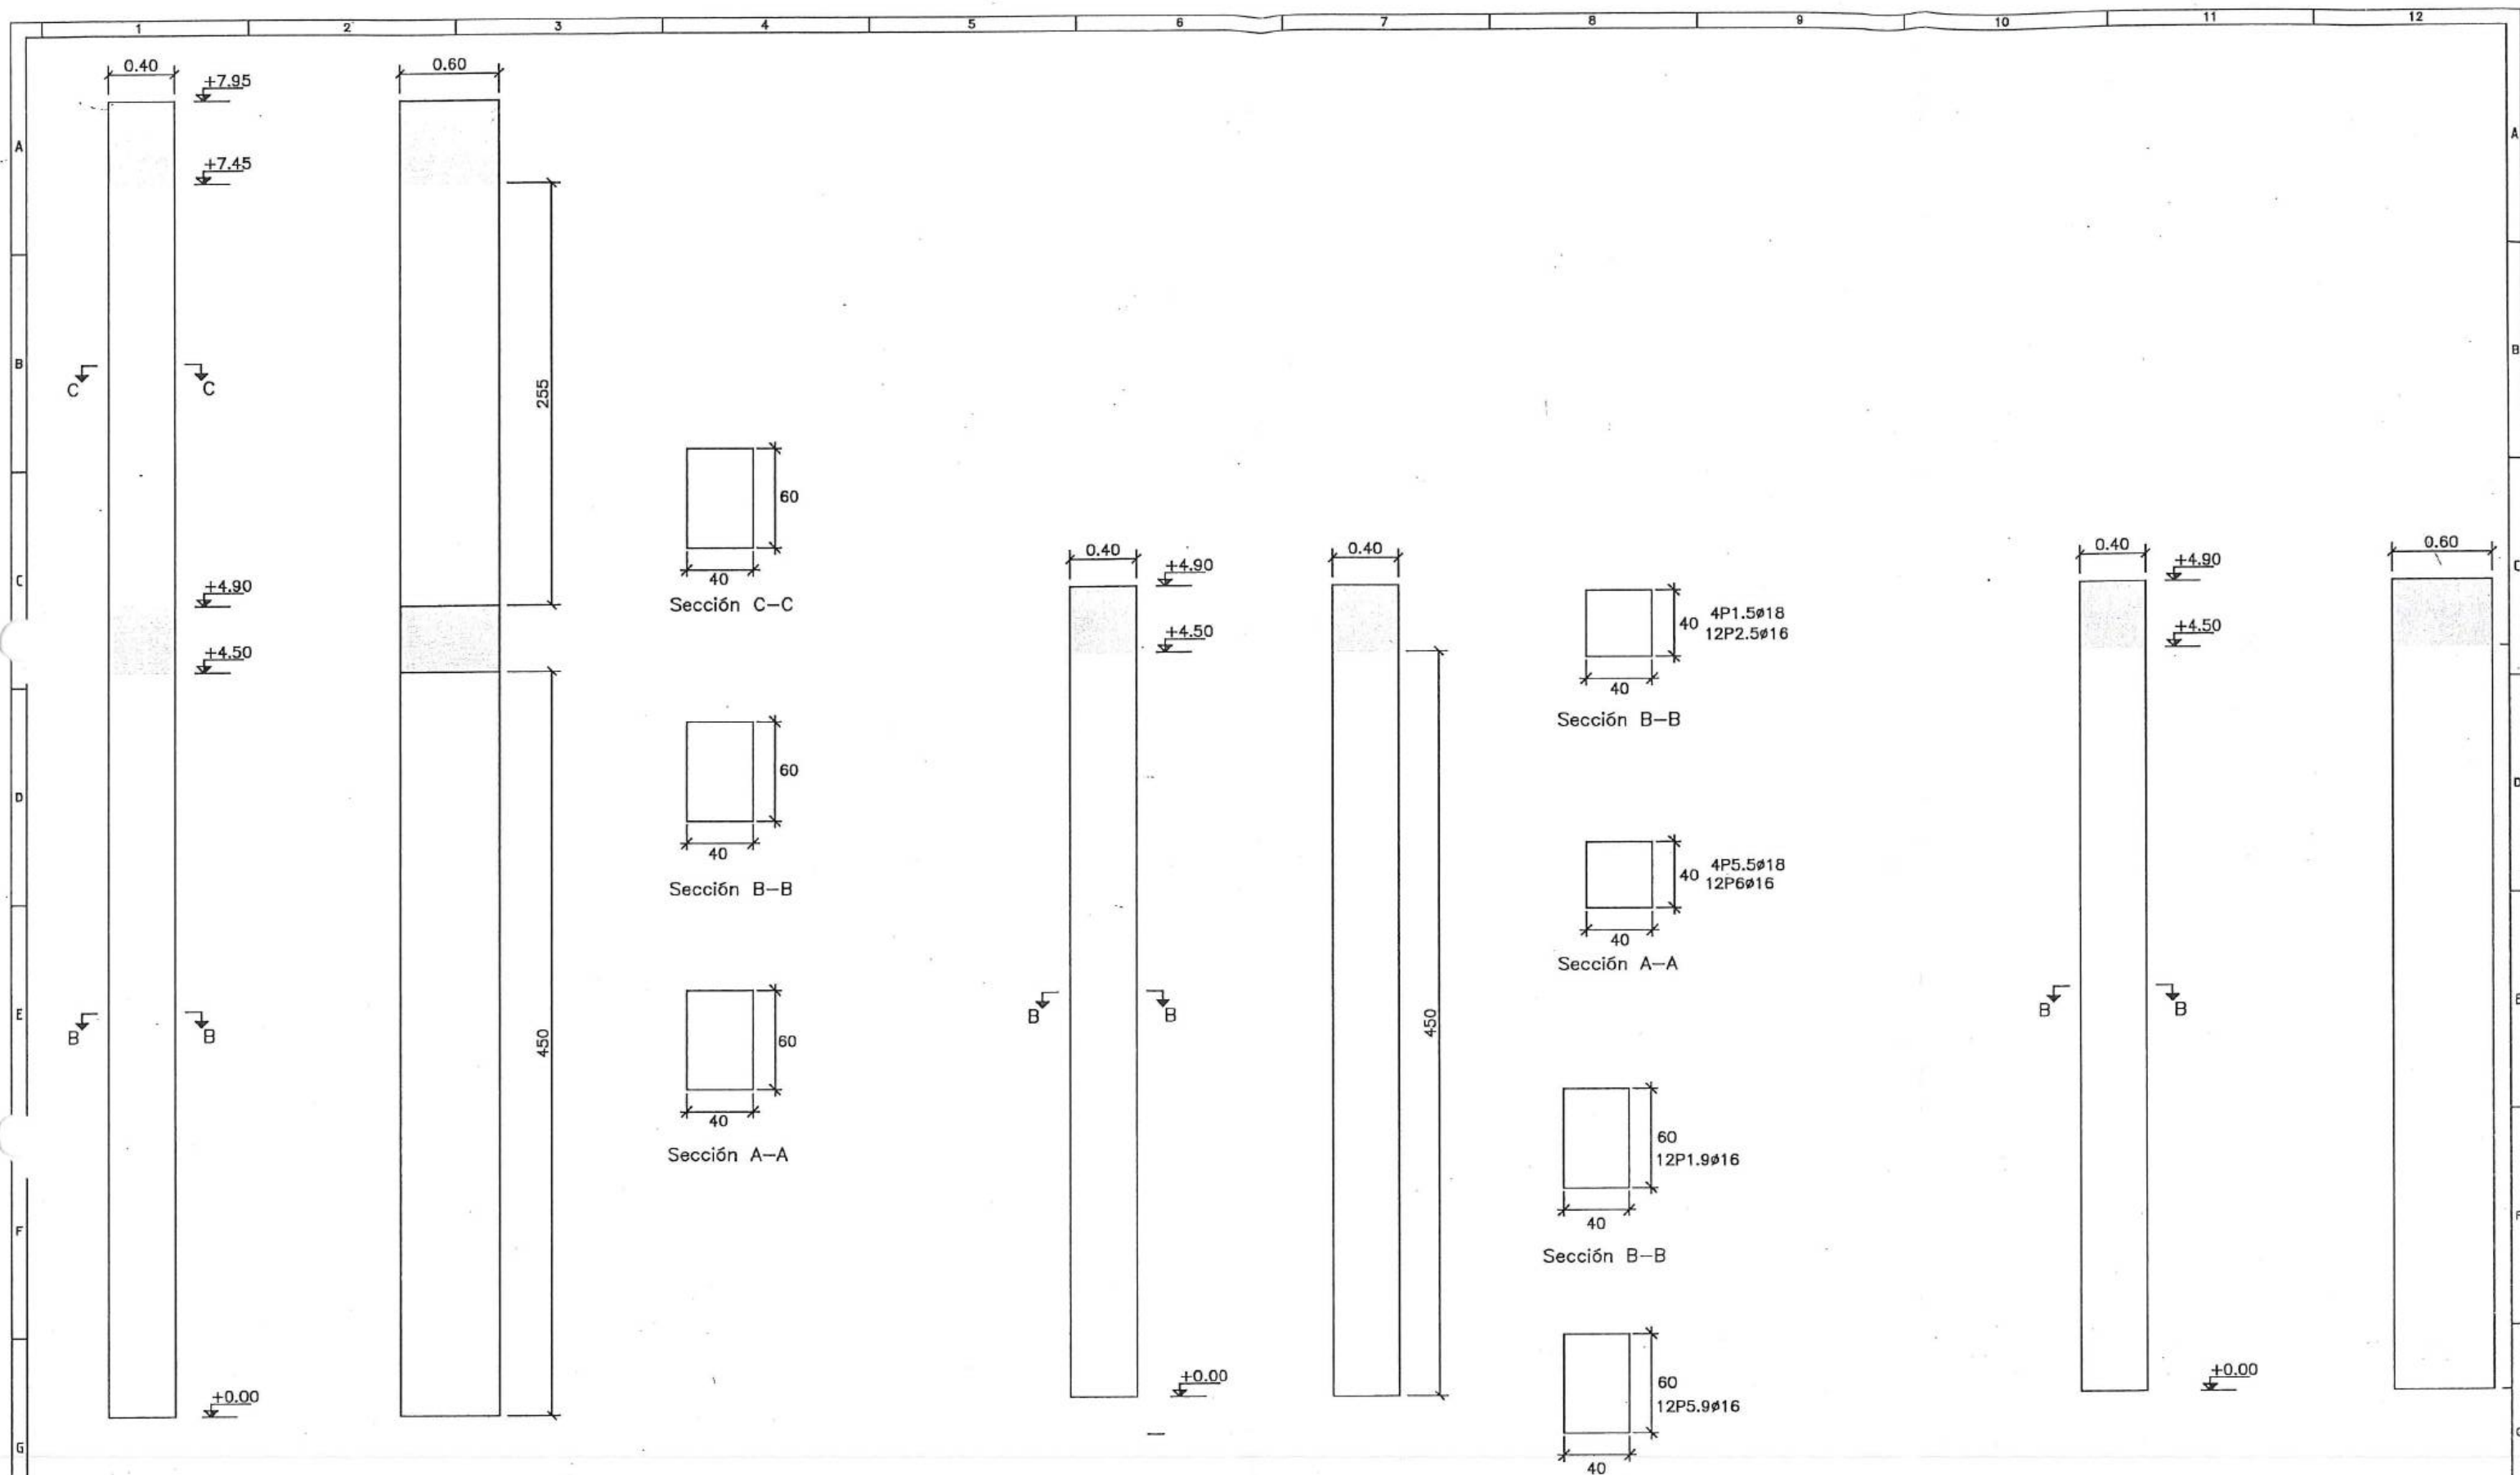 1 2 3 4 5 6 7 8 9 10 11 12
0.40
+7.95
0.60
A
A
+7.45
B
B
C
C
255
60
40
Sección C–C
C
+4.90
+4.50
60
40
Sección B–B
D
D
60
40
Sección A–A
E
B
B
450
F
+0.00
G
0.40
+4.90
0.40
+4.50
B
B
450
+0.00
40
4P1.5ø18
12P2.5ø16
40
Sección B–B
40
4P5.5ø18
12P6ø16
40
Sección A–A
60
12P1.9ø16
40
Sección B–B
60
12P5.9ø16
40
0.40
+4.90
0.60
+4.50
B
B
+0.00